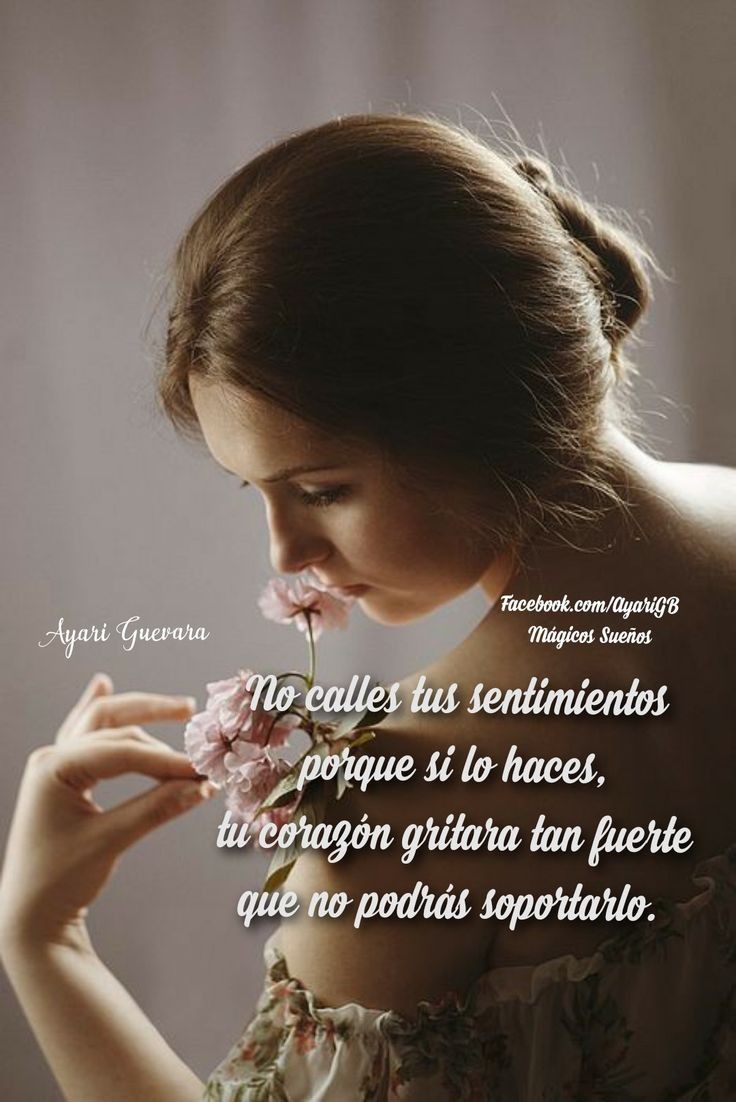 Facebook.com/AyariGB
Mágicos Sueños
Ayari Guevara
No calles tus sentimientos
porque si lo haces,
tu corazón gritara tan fuerte
que no podrás soportarlo.